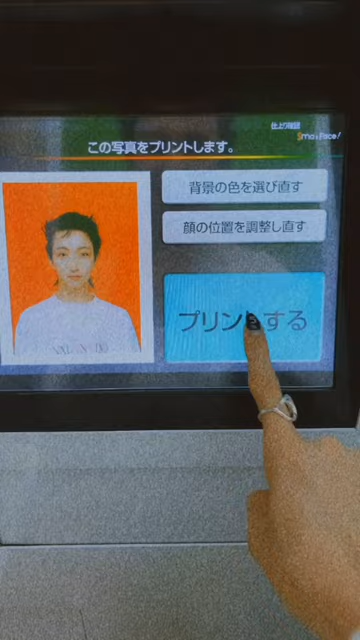 仕上り確認
この写真をプリントします。
背景の色を選び直す
顔の位置を調整し直す
プリントする